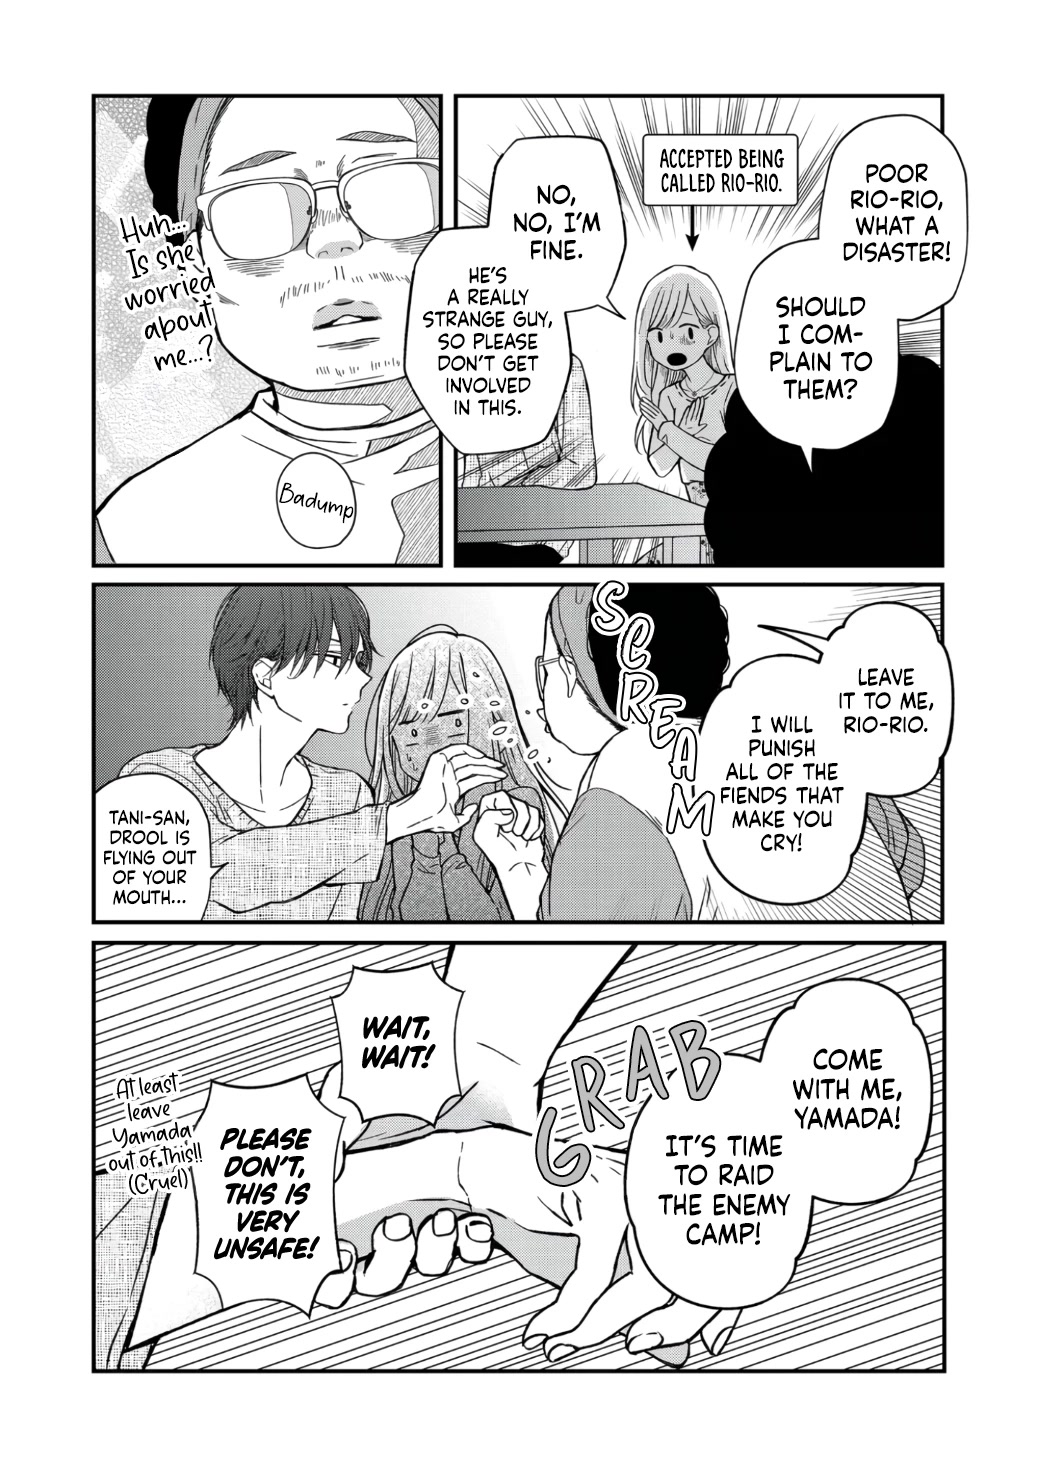 POOR
RIO-RIO,
WHAT A
DISASTER!
SHOULD
I COM-
PLAIN TO
THEM?
ACCEPTED BEING
CALLED RIO-RIO.
NO,
NO, I'M
FINE.
HE'S
A REALLY
STRANGE GUY,
SO PLEASE
DON'T GET
INVOLVED
IN THIS.
Huh...
Is she
worried
about
me...?
Badump
LEAVE
IT TO ME,
RIO-RIO.
I WILL
PUNISH
ALL OF THE
FIENDS THAT
MAKE YOU
CRY!
SCREAM
TANI-SAN,
DROOL IS
FLYING OUT
OF YOUR
MOUTH...
COME
WITH ME,
YAMADA!
IT'S TIME
TO RAID
THE ENEMY
CAMP!
GRAB
WAIT,
WAIT!
PLEASE
DON'T,
THIS IS
VERY
UNSAFE!
At least
leave
Yamada
out of this!!
(Cruel)